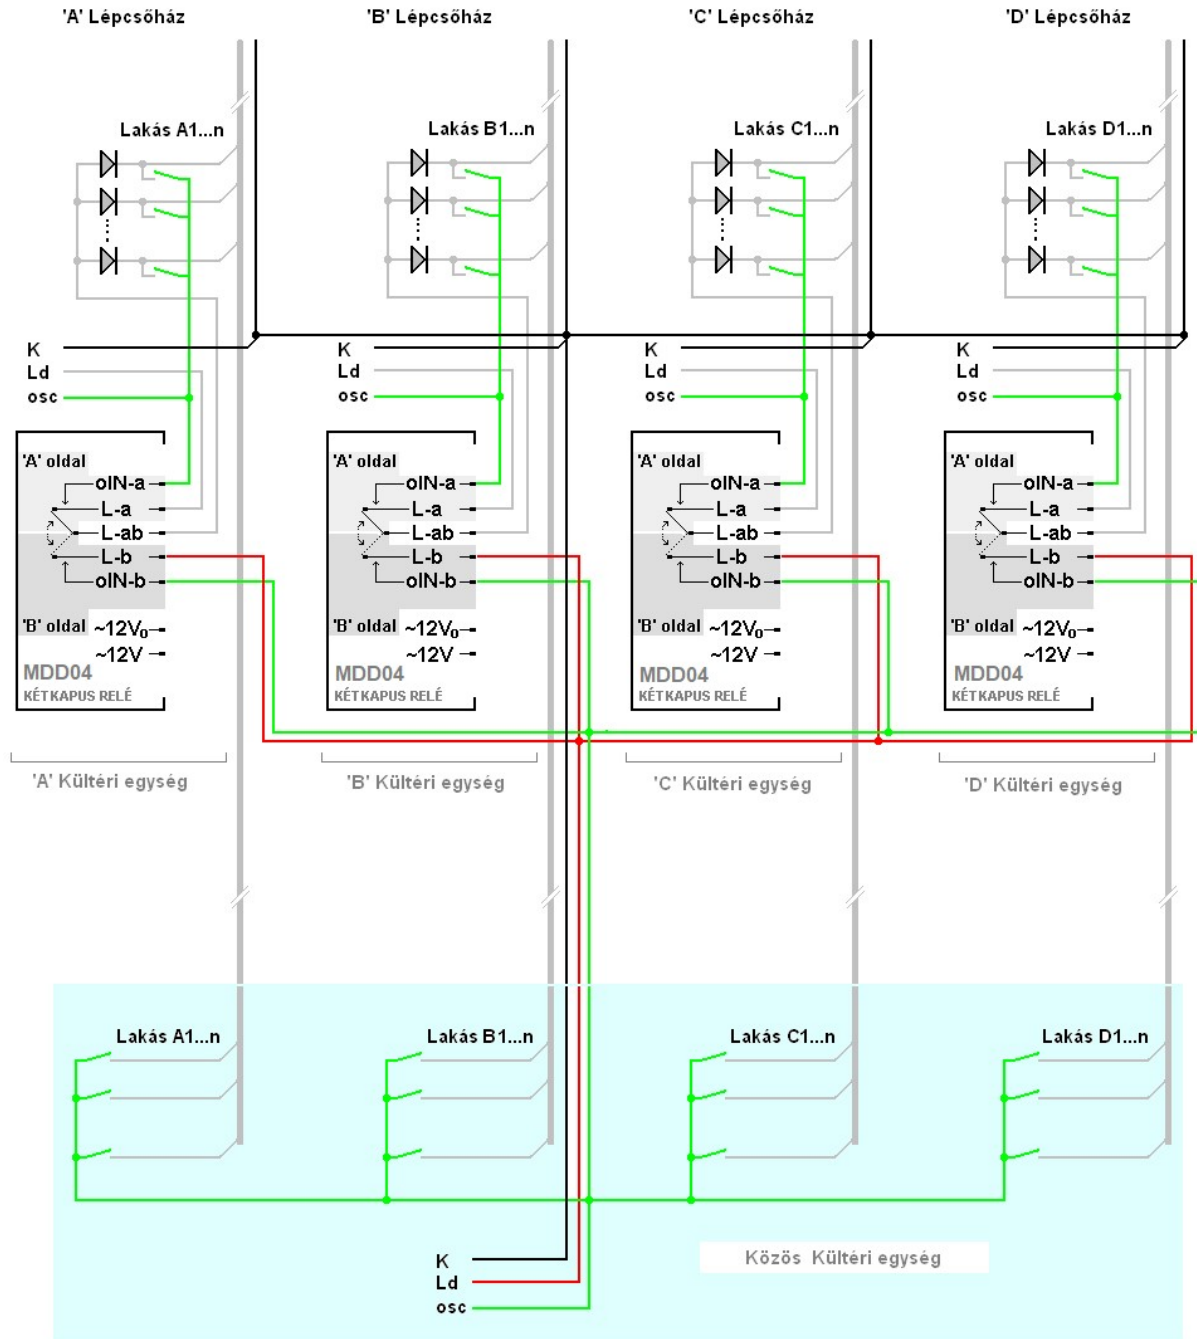 'A' Lépcsőház 'B' Lépcsőház 'C' Lépcsőház 'D' Lépcsőház
Lakás A1...n Lakás B1...n Lakás C1...n Lakás D1...n
K K K K
Ld Ld Ld Ld
osc osc osc osc
'A' oldal 'A' oldal 'A' oldal 'A' oldal
oIN-a oIN-a oIN-a oIN-a
L-a L-a L-a L-a
L-ab L-ab L-ab L-ab
L-b L-b L-b L-b
oIN-b oIN-b oIN-b oIN-b
'B' oldal ~12V0 'B' oldal ~12V0 'B' oldal ~12V0 'B' oldal ~12V0
~12V ~12V ~12V ~12V
MDD04 MDD04 MDD04 MDD04
KÉTKAPUS RELÉ KÉTKAPUS RELÉ KÉTKAPUS RELÉ KÉTKAPUS RELÉ
'A' Kültéri egység 'B' Kültéri egység 'C' Kültéri egység 'D' Kültéri egység
Lakás A1...n Lakás B1...n Lakás C1...n Lakás D1...n
K
Közös Kültéri egység
Ld
osc